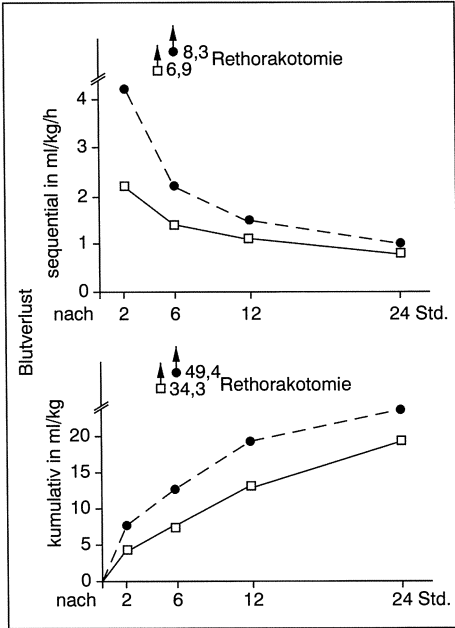 8,3 Rethorakotomie
6,9
Blutverlust
sequential in ml/kg/h
4
3
2
1
0
nach 2 6 12 24 Std.
49,4 Rethorakotomie
34,3
kumulativ in ml/kg
20
15
10
5
0
nach 2 6 12 24 Std.